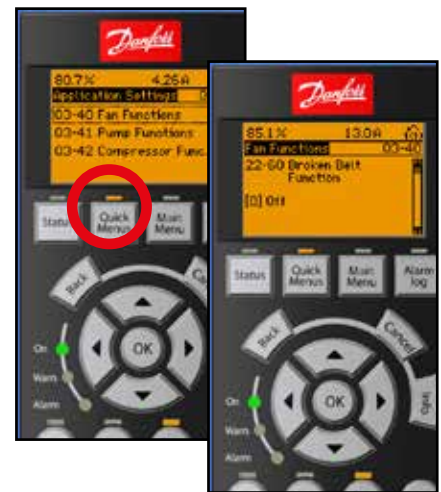 Danfoss
80.7% 4.26A
Application Settings
03-40 Fan Functions
03-41 Pump Functions
03-42 Compressor Func.
Status
Quick
Menus
Main
Menu
Back
OK
On
Warn.
Alarm
Danfoss
85.1% 13.0A
Fan Functions 03-40
22-60 Broken Belt
Function
[0] Off
Status
Quick
Menus
Main
Menu
Alarm
log
Back
Cancel
Info
OK
On
Warn.
Alarm